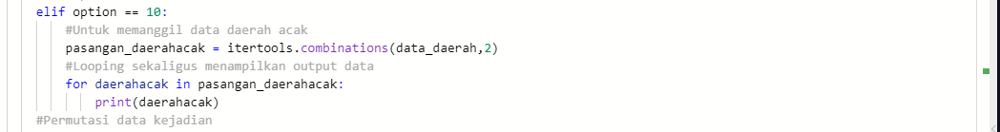 elif option == 10:
#Untuk memanggil data daerah acak
pasangan_daerahacak = itertools.combinations(data_daerah,2)
#Looping sekaligus menampilkan output data
for daerahacak in pasangan_daerahacak:
print(daerahacak)
#Permutasi data kejadian